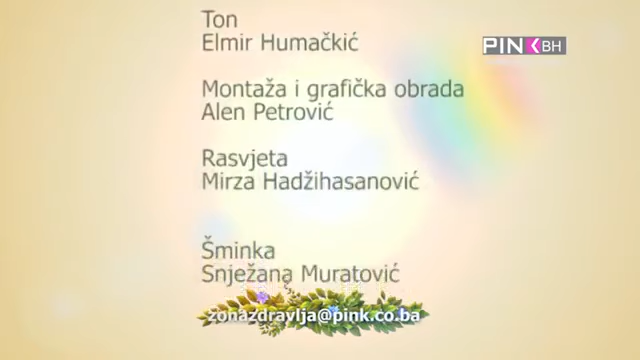 Ton
Elmir Humačkić
PINK BH
Montaža i grafička obrada
Alen Petrović
Rasvjeta
Mirza Hadžihasanović
Šminka
Snježana Muratović
zonazdravlja@pink.co.ba